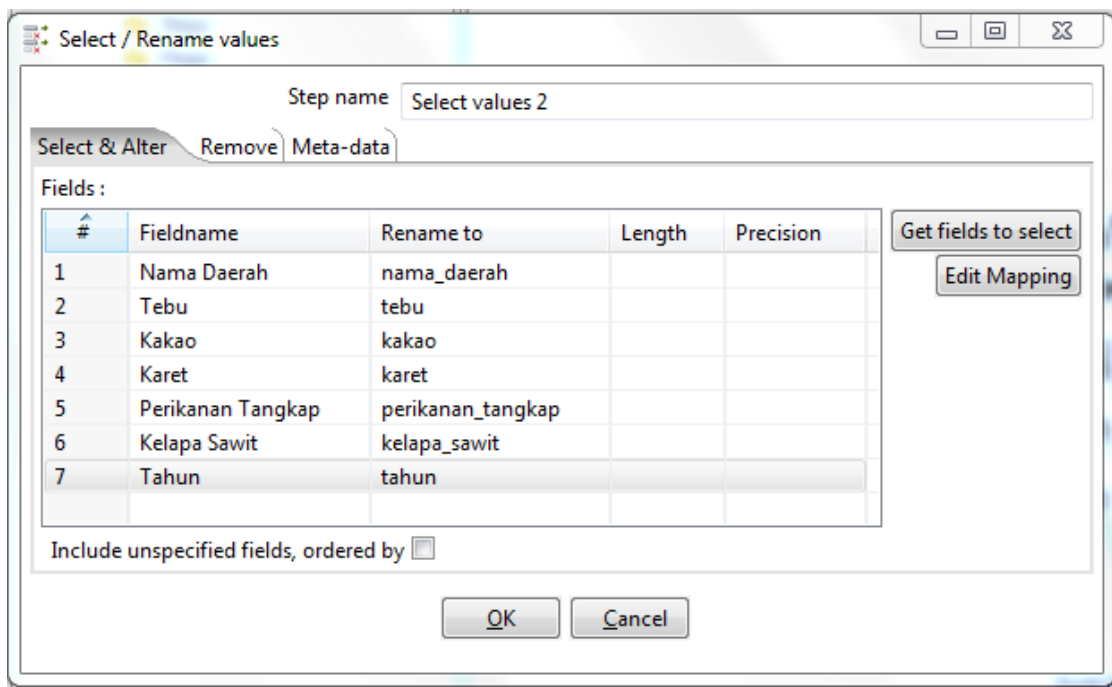 Select / Rename values
Step name Select values 2
Select & Alter Remove Meta-data
Fields :
# Fieldname Rename to Length Precision
Get fields to select
1 Nama Daerah nama_daerah
Edit Mapping
2 Tebu tebu
3 Kakao kakao
4 Karet karet
5 Perikanan Tangkap perikanan_tangkap
6 Kelapa Sawit kelapa_sawit
7 Tahun tahun
Include unspecified fields, ordered by
OK Cancel